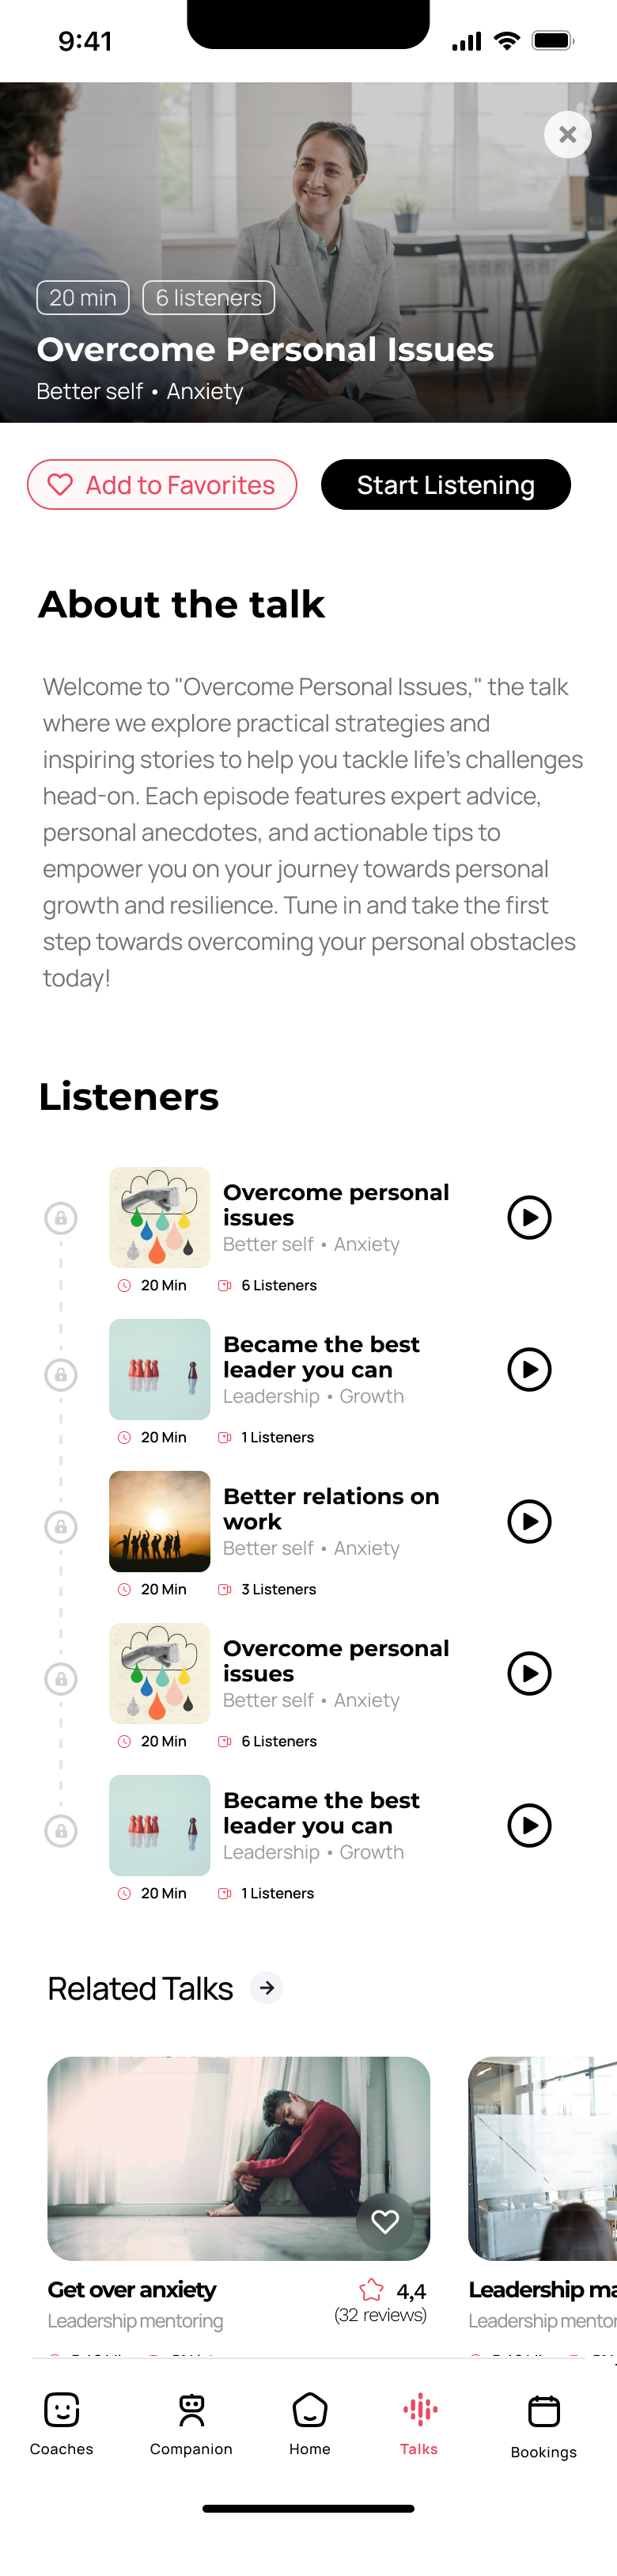 9:41
20 min
6 listeners
Overcome Personal Issues
Better self • Anxiety
Add to Favorites
Start Listening
About the talk
Welcome to "Overcome Personal Issues," the talk
where we explore practical strategies and
inspiring stories to help you tackle life's challenges
head-on. Each episode features expert advice,
personal anecdotes, and actionable tips to
empower you on your journey towards personal
growth and resilience. Tune in and take the first
step towards overcoming your personal obstacles
today!
Listeners
Overcome personal
issues
Better self • Anxiety
20 Min 6 Listeners
Became the best
leader you can
Leadership • Growth
20 Min 1 Listeners
Better relations on
work
Better self • Anxiety
20 Min 3 Listeners
Overcome personal
issues
Better self • Anxiety
20 Min 6 Listeners
Became the best
leader you can
Leadership • Growth
20 Min 1 Listeners
Related Talks
Get over anxiety
4,4
Leadership mentoring
(32 reviews)
Leadership ma
Leadership mentor
Coaches
Companion
Home
Talks
Bookings